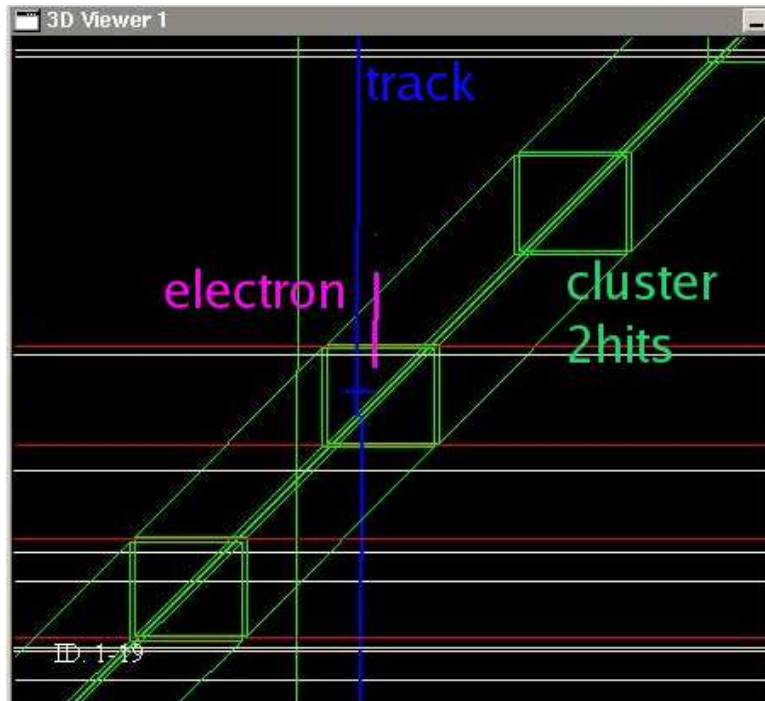 3D Viewer 1
track
electron
cluster
2hits
ID: 1-19